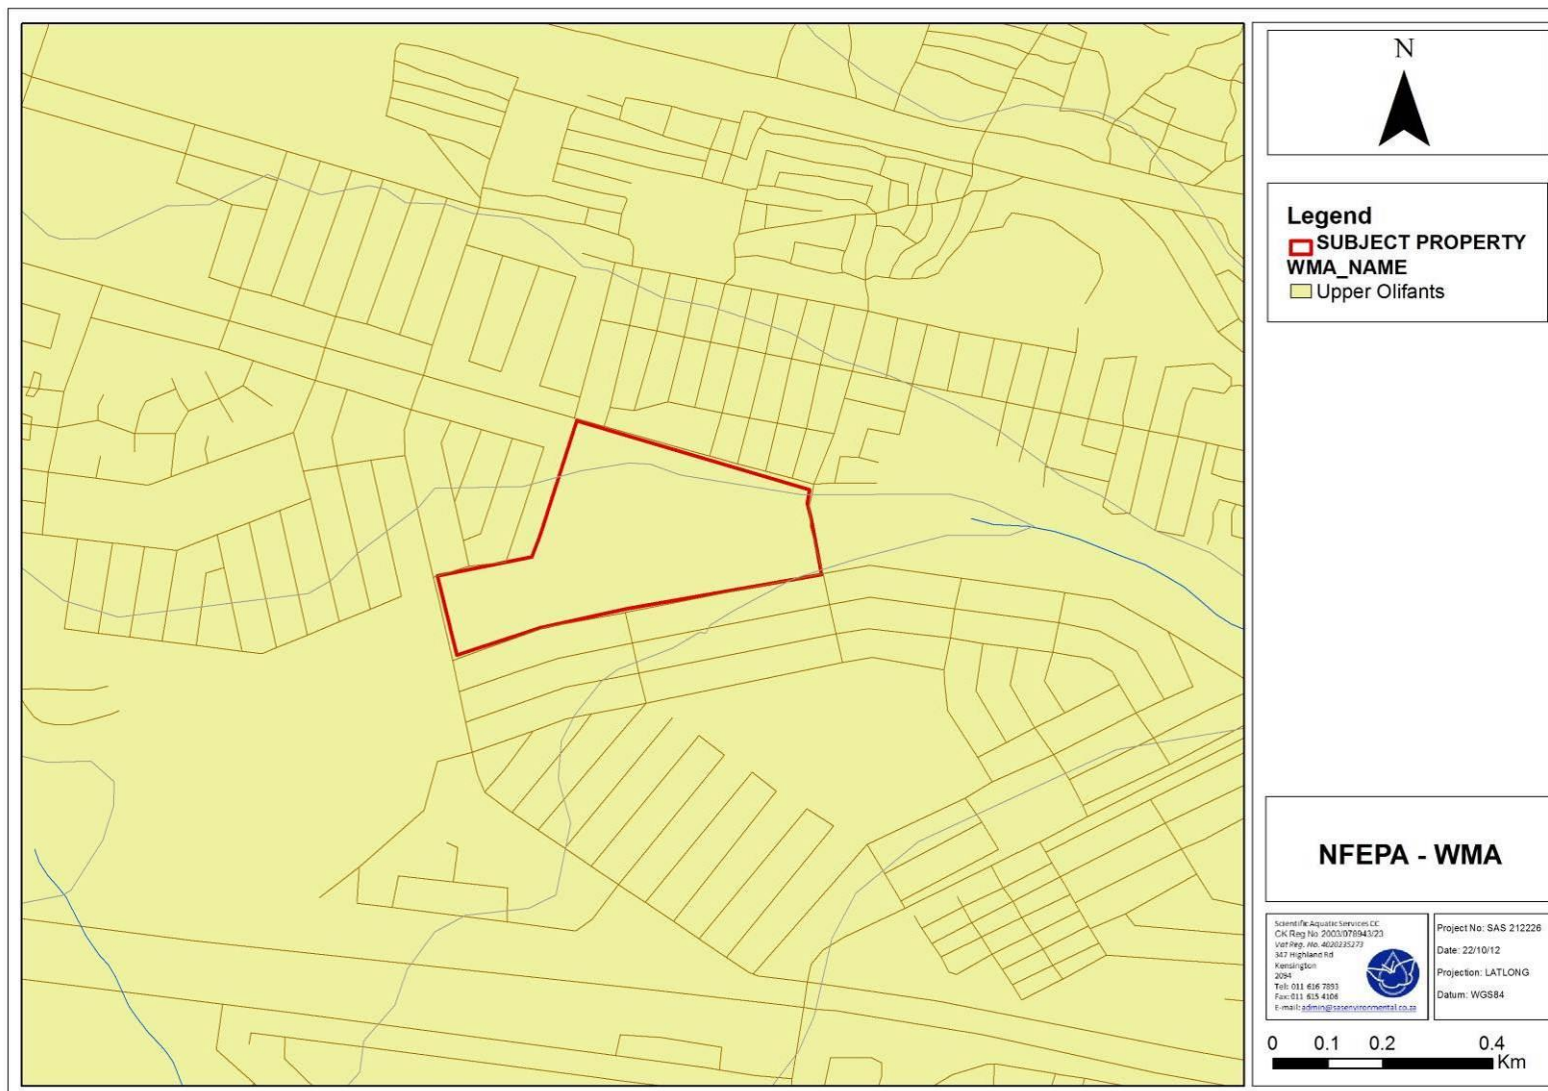 N
Legend
SUBJECT PROPERTY
WMA_NAME
Upper Olifants
NFEPA - WMA
Scientific Aquatic Services CC
CK Reg No 2003/078943/23
Vat Reg. No. 4020235273
347 Highland Rd
Kensington
2094
Tel: 011 616 7893
Fax: 011 615 4106
E-mail: admin@sasenvironmental.co.za
Project No: SAS 212226
Date: 22/10/12
Projection: LATLONG
Datum: WGS84
0 0.1 0.2 0.4
Km